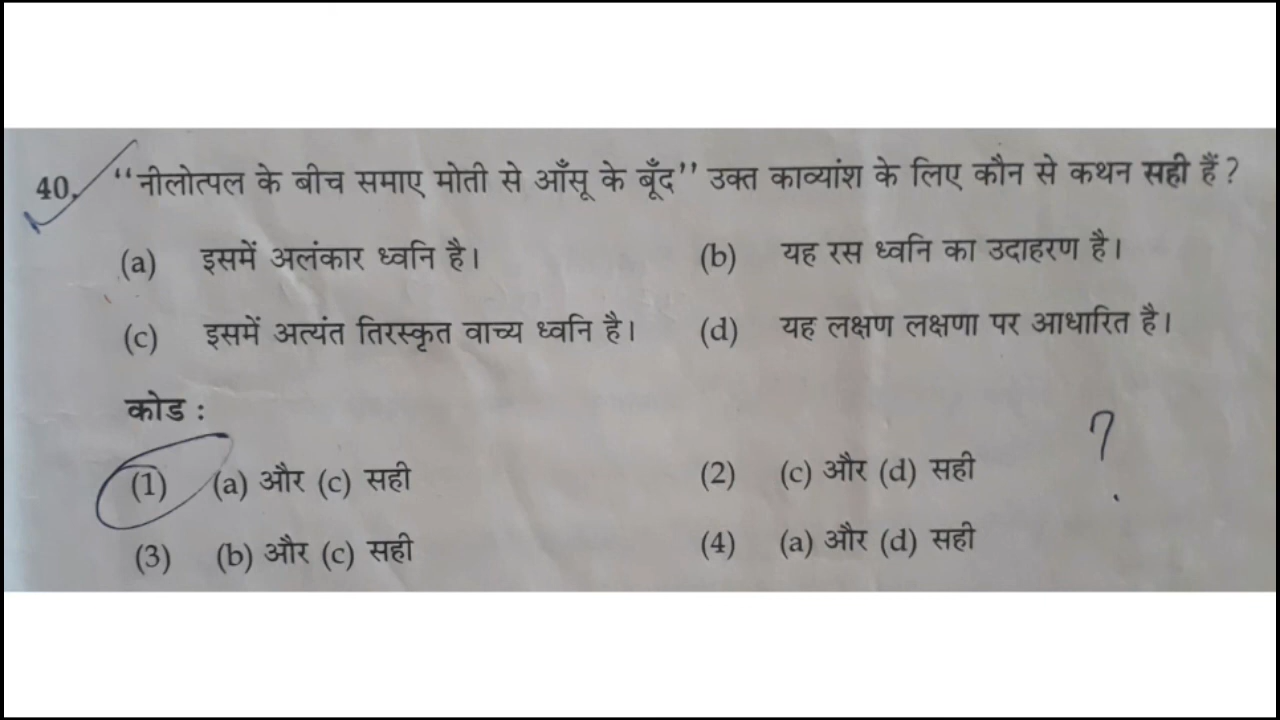 40. ‘‘नीलोत्पल के बीच समाए मोती से आँसू के बूँद’’ उक्त काव्यांश के लिए कौन से कथन सही हैं ?
(a) इसमें अलंकार ध्वनि है। (b) यह रस ध्वनि का उदाहरण है।
(c) इसमें अत्यंत तिरस्कृत वाच्य ध्वनि है। (d) यह लक्षण लक्षणा पर आधारित है।
कोड :
?
(1) (a) और (c) सही (2) (c) और (d) सही
(3) (b) और (c) सही (4) (a) और (d) सही